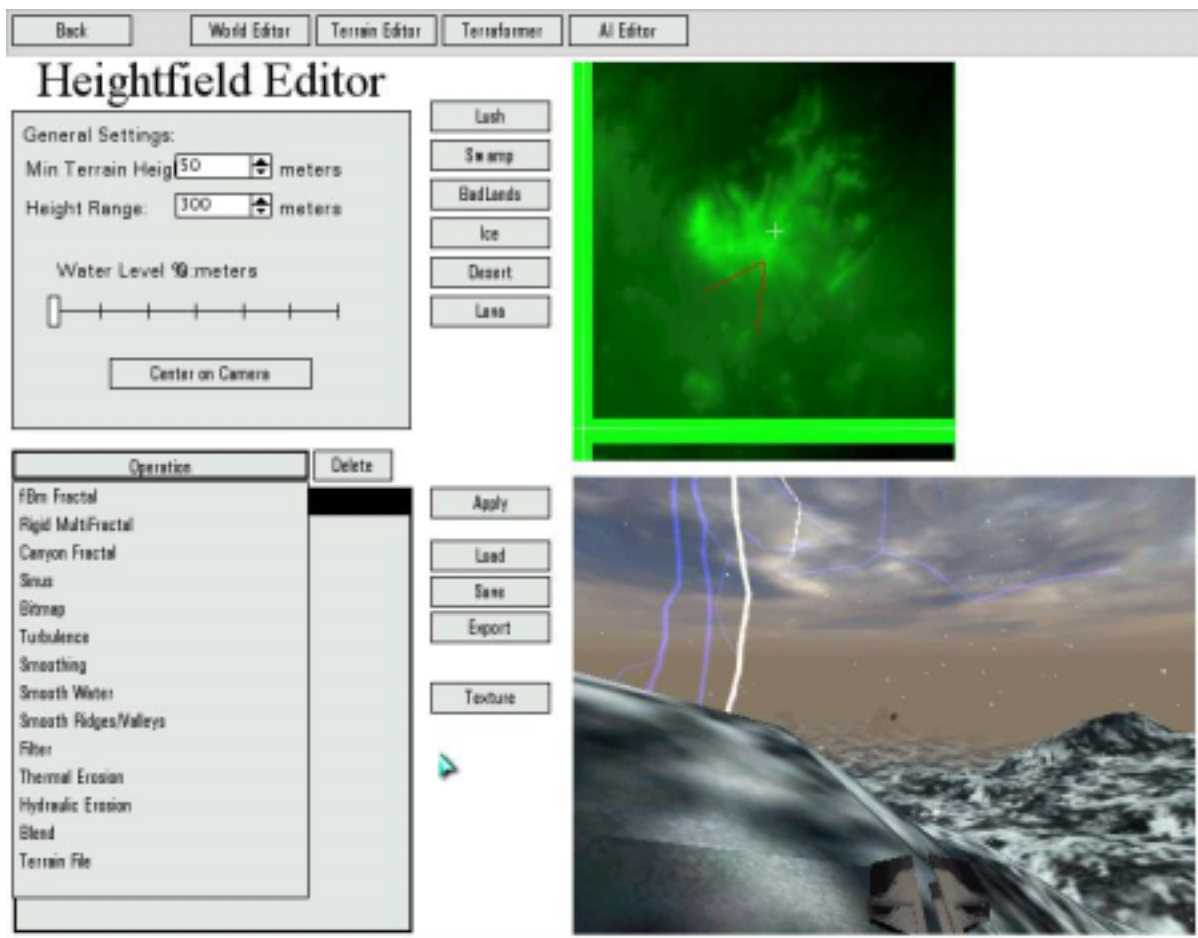 Back World Editor Terrain Editor Terraformer AI Editor
Heightfield Editor
General Settings:
Min Terrain Heig 50 meters
Height Range: 300 meters
Water Level meters
Center on Camera
Lush
Swamp
BadLands
Ice
Desert
Lava
Operation Delete
fBm Fractal
Rigid MultiFractal
Canyon Fractal
Sinus
Bitmap
Turbulence
Smoothing
Smooth Water
Smooth Ridges/Valleys
Filter
Thermal Erosion
Hydraulic Erosion
Blend
Terrain File
Apply
Load
Save
Export
Texture